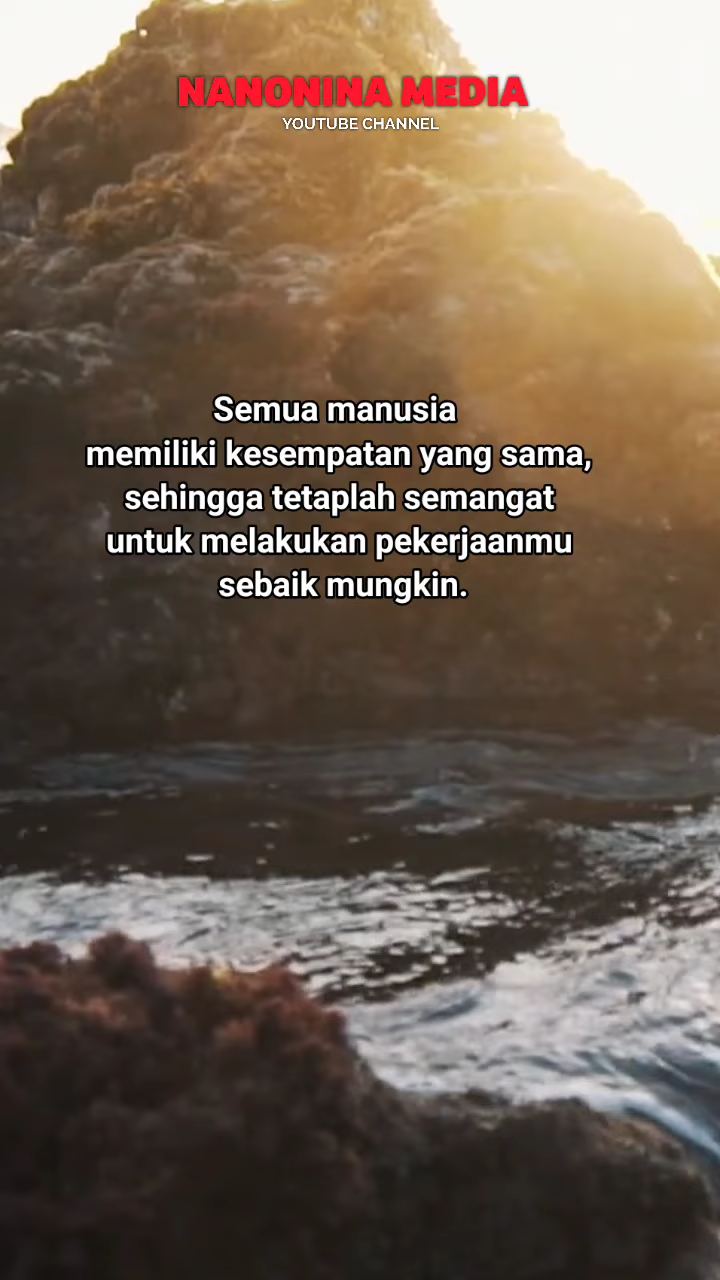 NANONINA MEDIA
YOUTUBE CHANNEL
Semua manusia
memiliki kesempatan yang sama,
sehingga tetaplah semangat
untuk melakukan pekerjaanmu
sebaik mungkin.